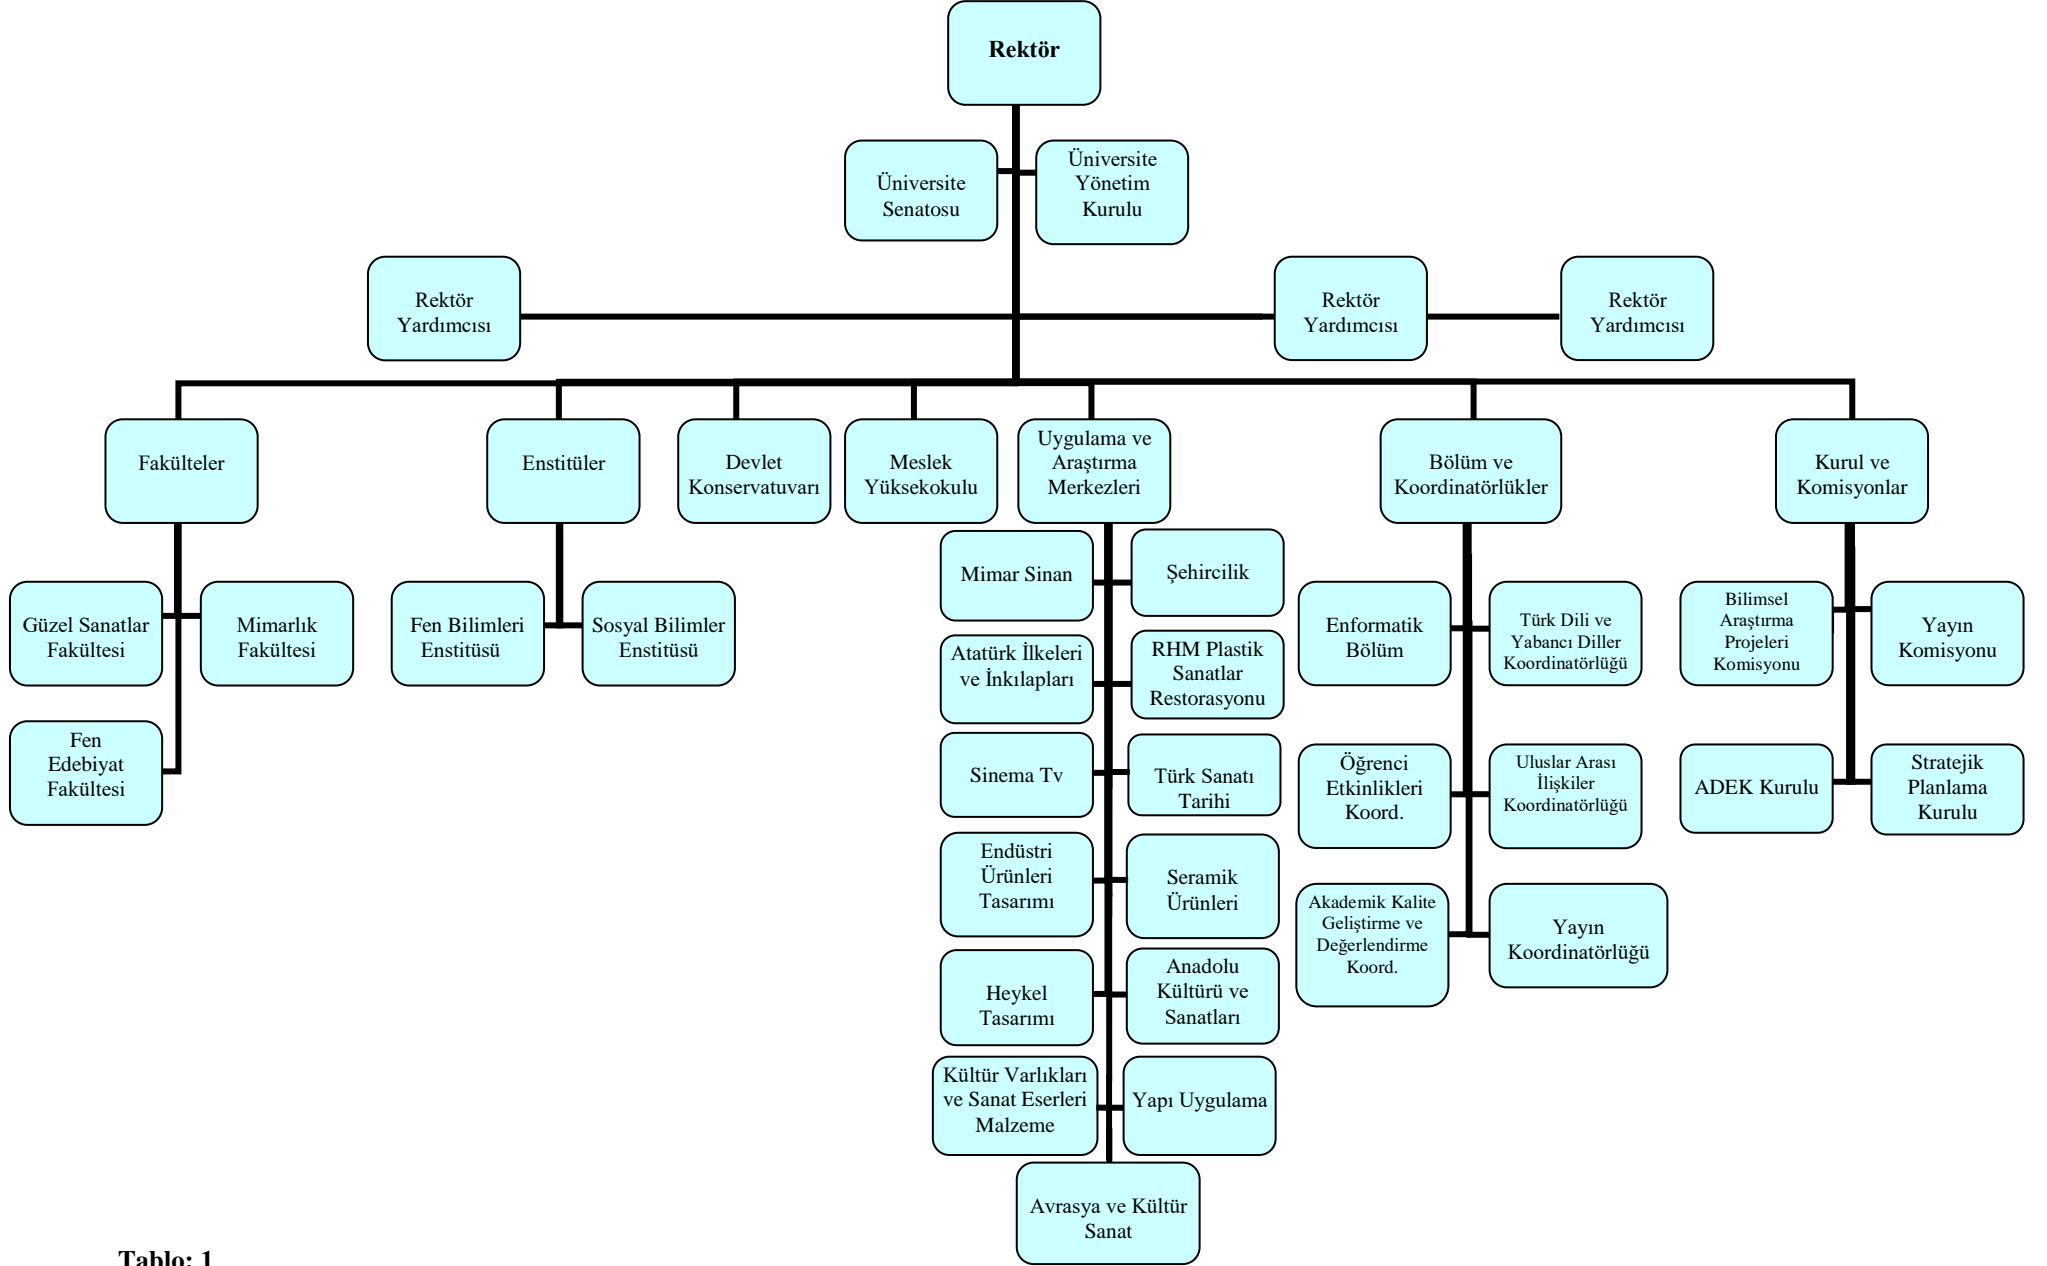 Rektör
Üniversite
Senatosu
Üniversite
Yönetim
Kurulu
Rektör
Yardımcısı
Rektör
Yardımcısı
Rektör
Yardımcısı
Fakülteler
Enstitüler
Devlet
Konservatuvarı
Meslek
Yüksekokulu
Uygulama ve
Araştırma
Merkezleri
Bölüm ve
Koordinatörlükler
Kurul ve
Komisyonlar
Güzel Sanatlar
Fakültesi
Mimarlık
Fakültesi
Fen
Edebiyat
Fakültesi
Fen Bilimleri
Enstitüsü
Sosyal Bilimler
Enstitüsü
Mimar Sinan
Şehircilik
Atatürk İlkeleri
ve İnkılapları
RHM Plastik
Sanatlar
Restorasyonu
Sinema Tv
Türk Sanatı
Tarihi
Endüstri
Ürünleri
Tasarımı
Seramik
Ürünleri
Heykel
Tasarımı
Anadolu
Kültürü ve
Sanatları
Kültür Varlıkları
ve Sanat Eserleri
Malzeme
Yapı Uygulama
Avrasya ve Kültür
Sanat
Enformatik
Bölüm
Türk Dili ve
Yabancı Diller
Koordinatörlüğü
Öğrenci
Etkinlikleri
Koord.
Uluslar Arası
İlişkiler
Koordinatörlüğü
Akademik Kalite
Geliştirme ve
Değerlendirme
Koord.
Yayın
Koordinatörlüğü
Bilimsel
Araştırma
Projeleri
Komisyonu
Yayın
Komisyonu
ADEK Kurulu
Stratejik
Planlama
Kurulu
Tablo: 1